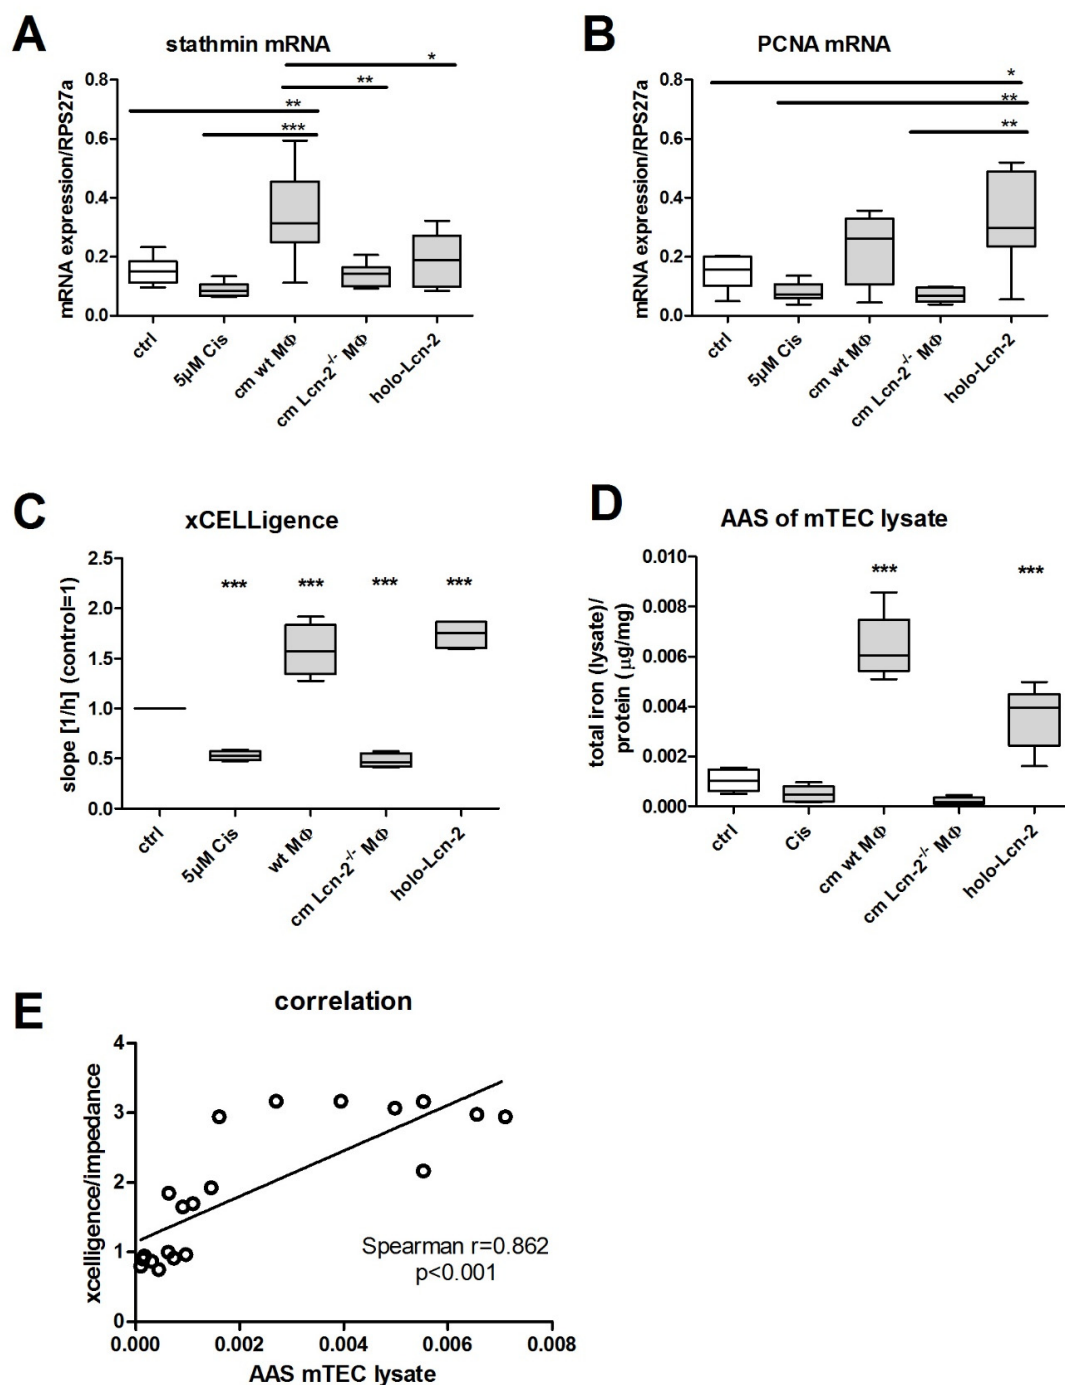 A
stathmin mRNA
mRNA expression/RPS27a
0.8
0.6
0.4
0.2
0.0
*
**
**
***
ctrl
5µM Cis
cm wt MΦ
cm Lcn-2-/- MΦ
holo-Lcn-2
B
PCNA mRNA
mRNA expression/RPS27a
0.8
0.6
0.4
0.2
0.0
*
**
**
ctrl
5µM Cis
cm wt MΦ
cm Lcn-2-/- MΦ
holo-Lcn-2
C
xCELLigence
slope [1/h] (control=1)
2.5
2.0
1.5
1.0
0.5
0.0
*** *** *** ***
ctrl
5µM Cis
wt MΦ
cm Lcn-2-/- MΦ
holo-Lcn-2
D
AAS of mTEC lysate
total iron (lysate)/
protein (µg/mg)
0.010
0.008
0.006
0.004
0.002
0.000
*** ***
ctrl
Cis
cm wt MΦ
cm Lcn-2-/- MΦ
holo-Lcn-2
E
correlation
xcelligence/impedance
4
3
2
1
0
Spearman r=0.862
p<0.001
0.000 0.002 0.004 0.006 0.008
AAS mTEC lysate